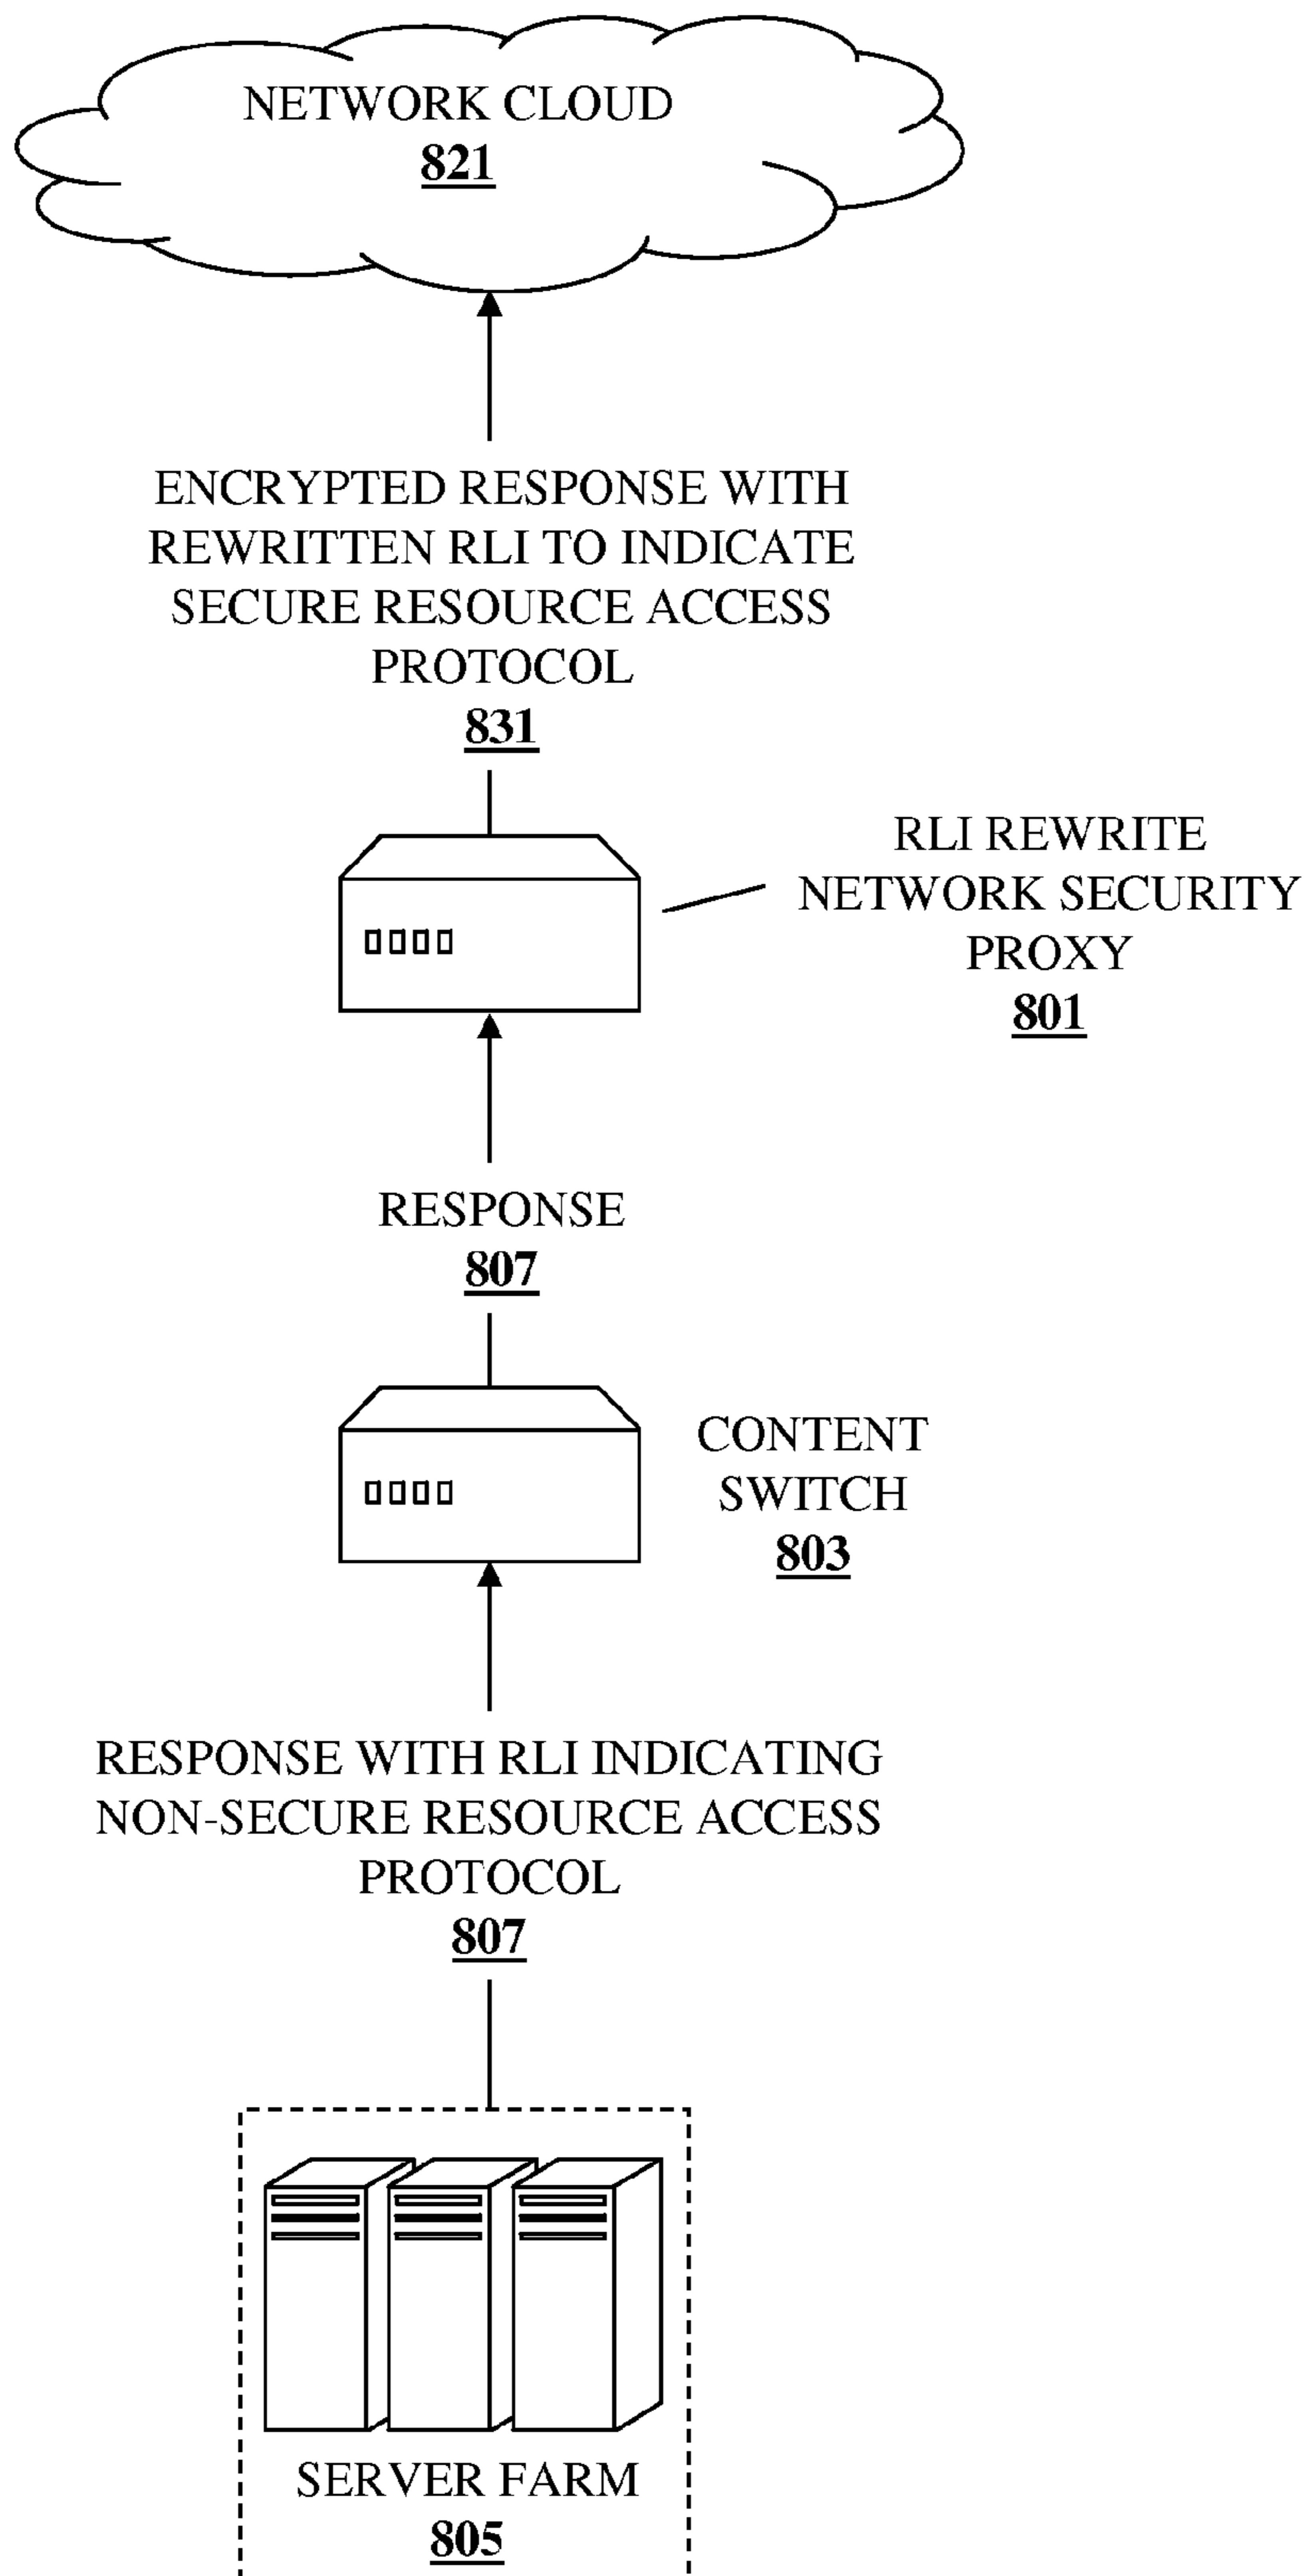 NETWORK CLOUD
821
ENCRYPTED RESPONSE WITH
REWRITTEN RLI TO INDICATE
SECURE RESOURCE ACCESS
PROTOCOL
831
RLI REWRITE
NETWORK SECURITY
PROXY
801
RESPONSE
807
CONTENT
SWITCH
803
RESPONSE WITH RLI INDICATING
NON-SECURE RESOURCE ACCESS
PROTOCOL
807
SERVER FARM
805